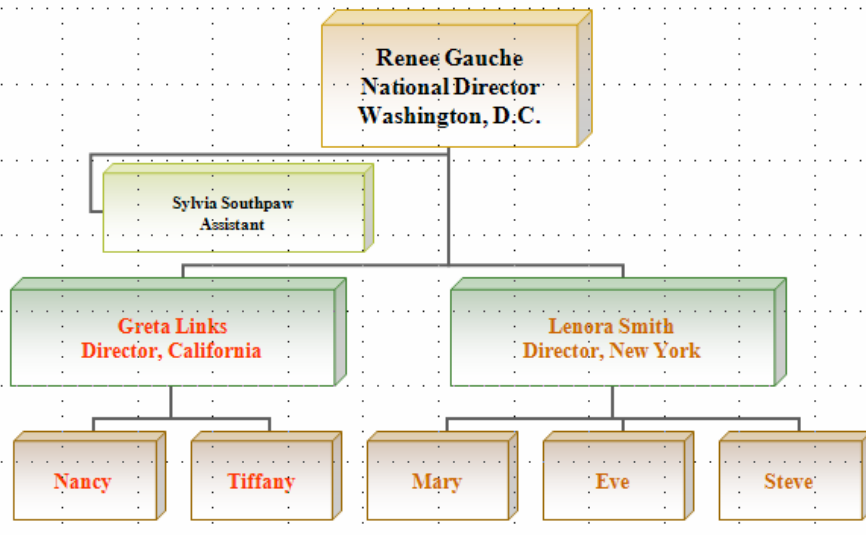 Renee Gauche
National Director
Washington, D.C.
Sylvia Southpaw
Assistant
Greta Links
Director, California
Lenora Smith
Director, New York
Nancy
Tiffany
Mary
Eve
Steve